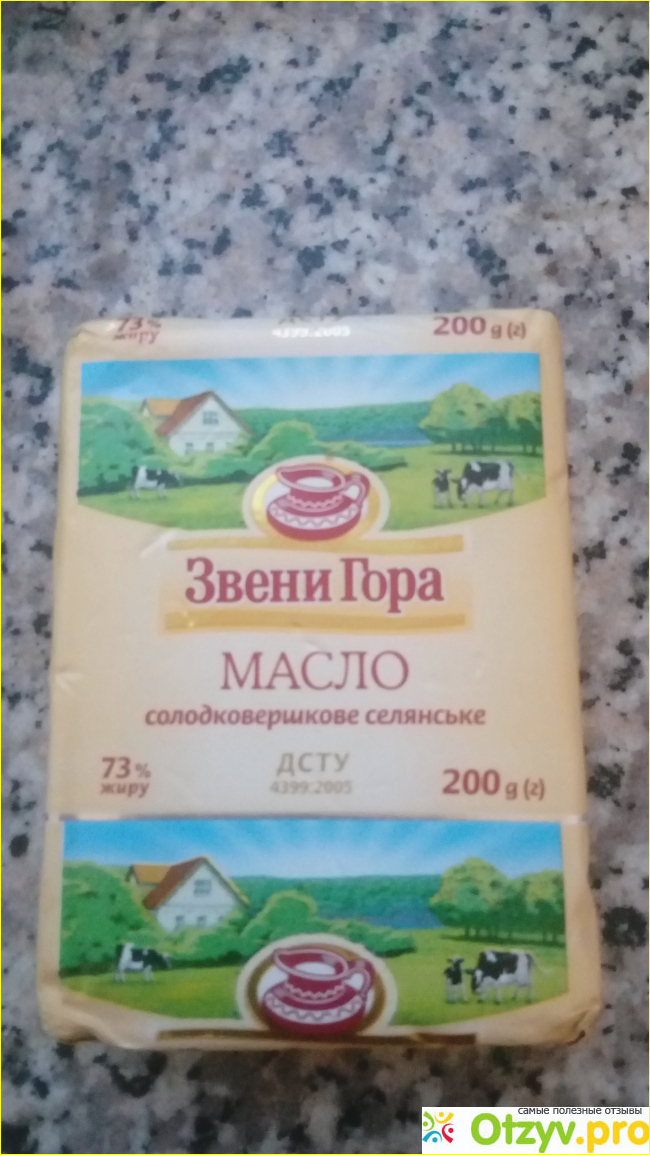 73% 4399:2005 200 g (г)
жиру
Звени Гора
МАСЛО
солодковершкове селянське
73% ДСТУ 200 g (г)
жиру 4399:2005
самые полезные отзывы
Otzyv.pro